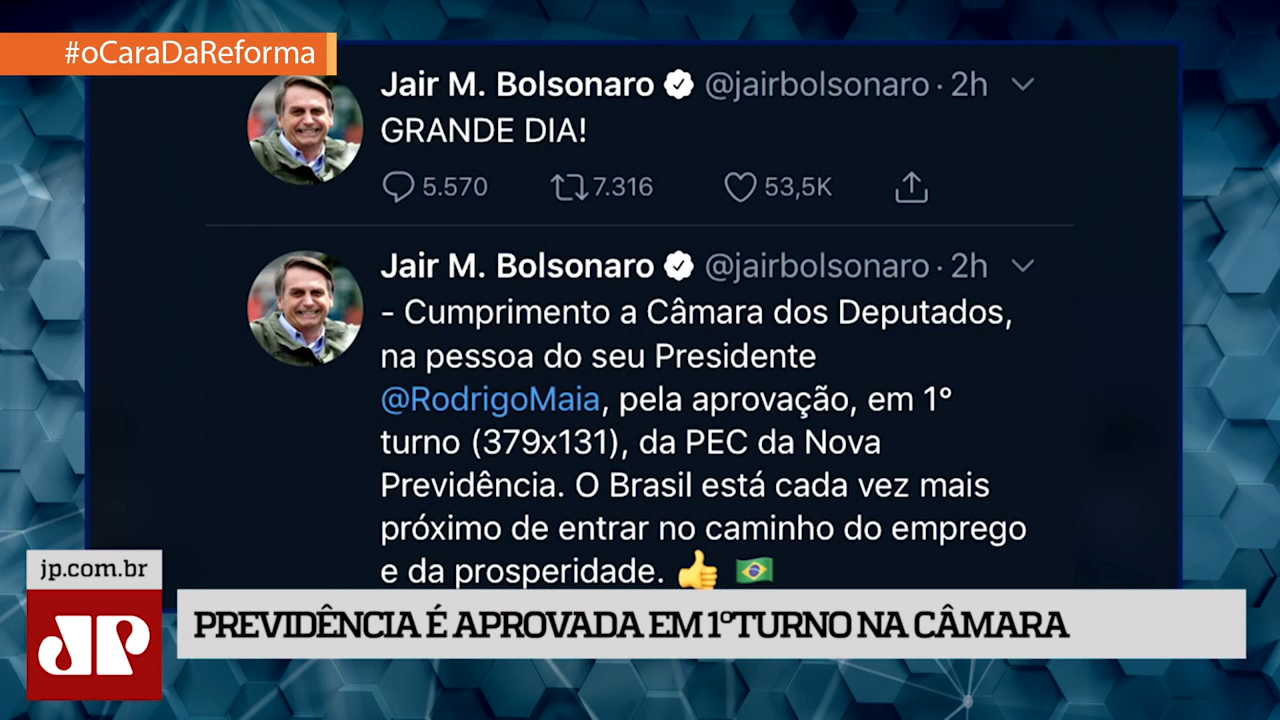 #oCaraDaReforma
Jair M. Bolsonaro @jairbolsonaro · 2h
GRANDE DIA!
5.570 7.316 53,5K
Jair M. Bolsonaro @jairbolsonaro · 2h
- Cumprimento a Câmara dos Deputados,
na pessoa do seu Presidente
@RodrigoMaia, pela aprovação, em 1º
turno (379x131), da PEC da Nova
Previdência. O Brasil está cada vez mais
próximo de entrar no caminho do emprego
e da prosperidade. 👍 🇧🇷
jp.com.br
JP
PREVIDÊNCIA É APROVADA EM 1ºTURNO NA CÂMARA